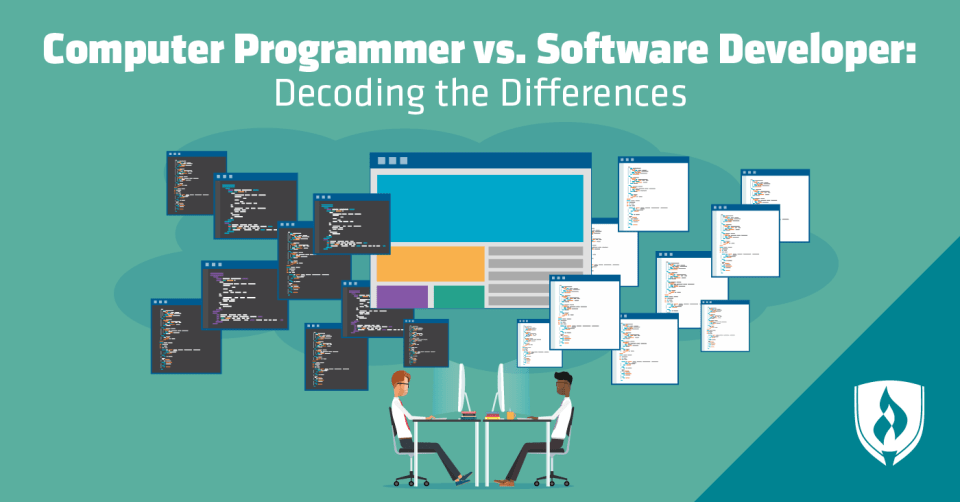 Computer Programmer vs. Software Developer:
Decoding the Differences